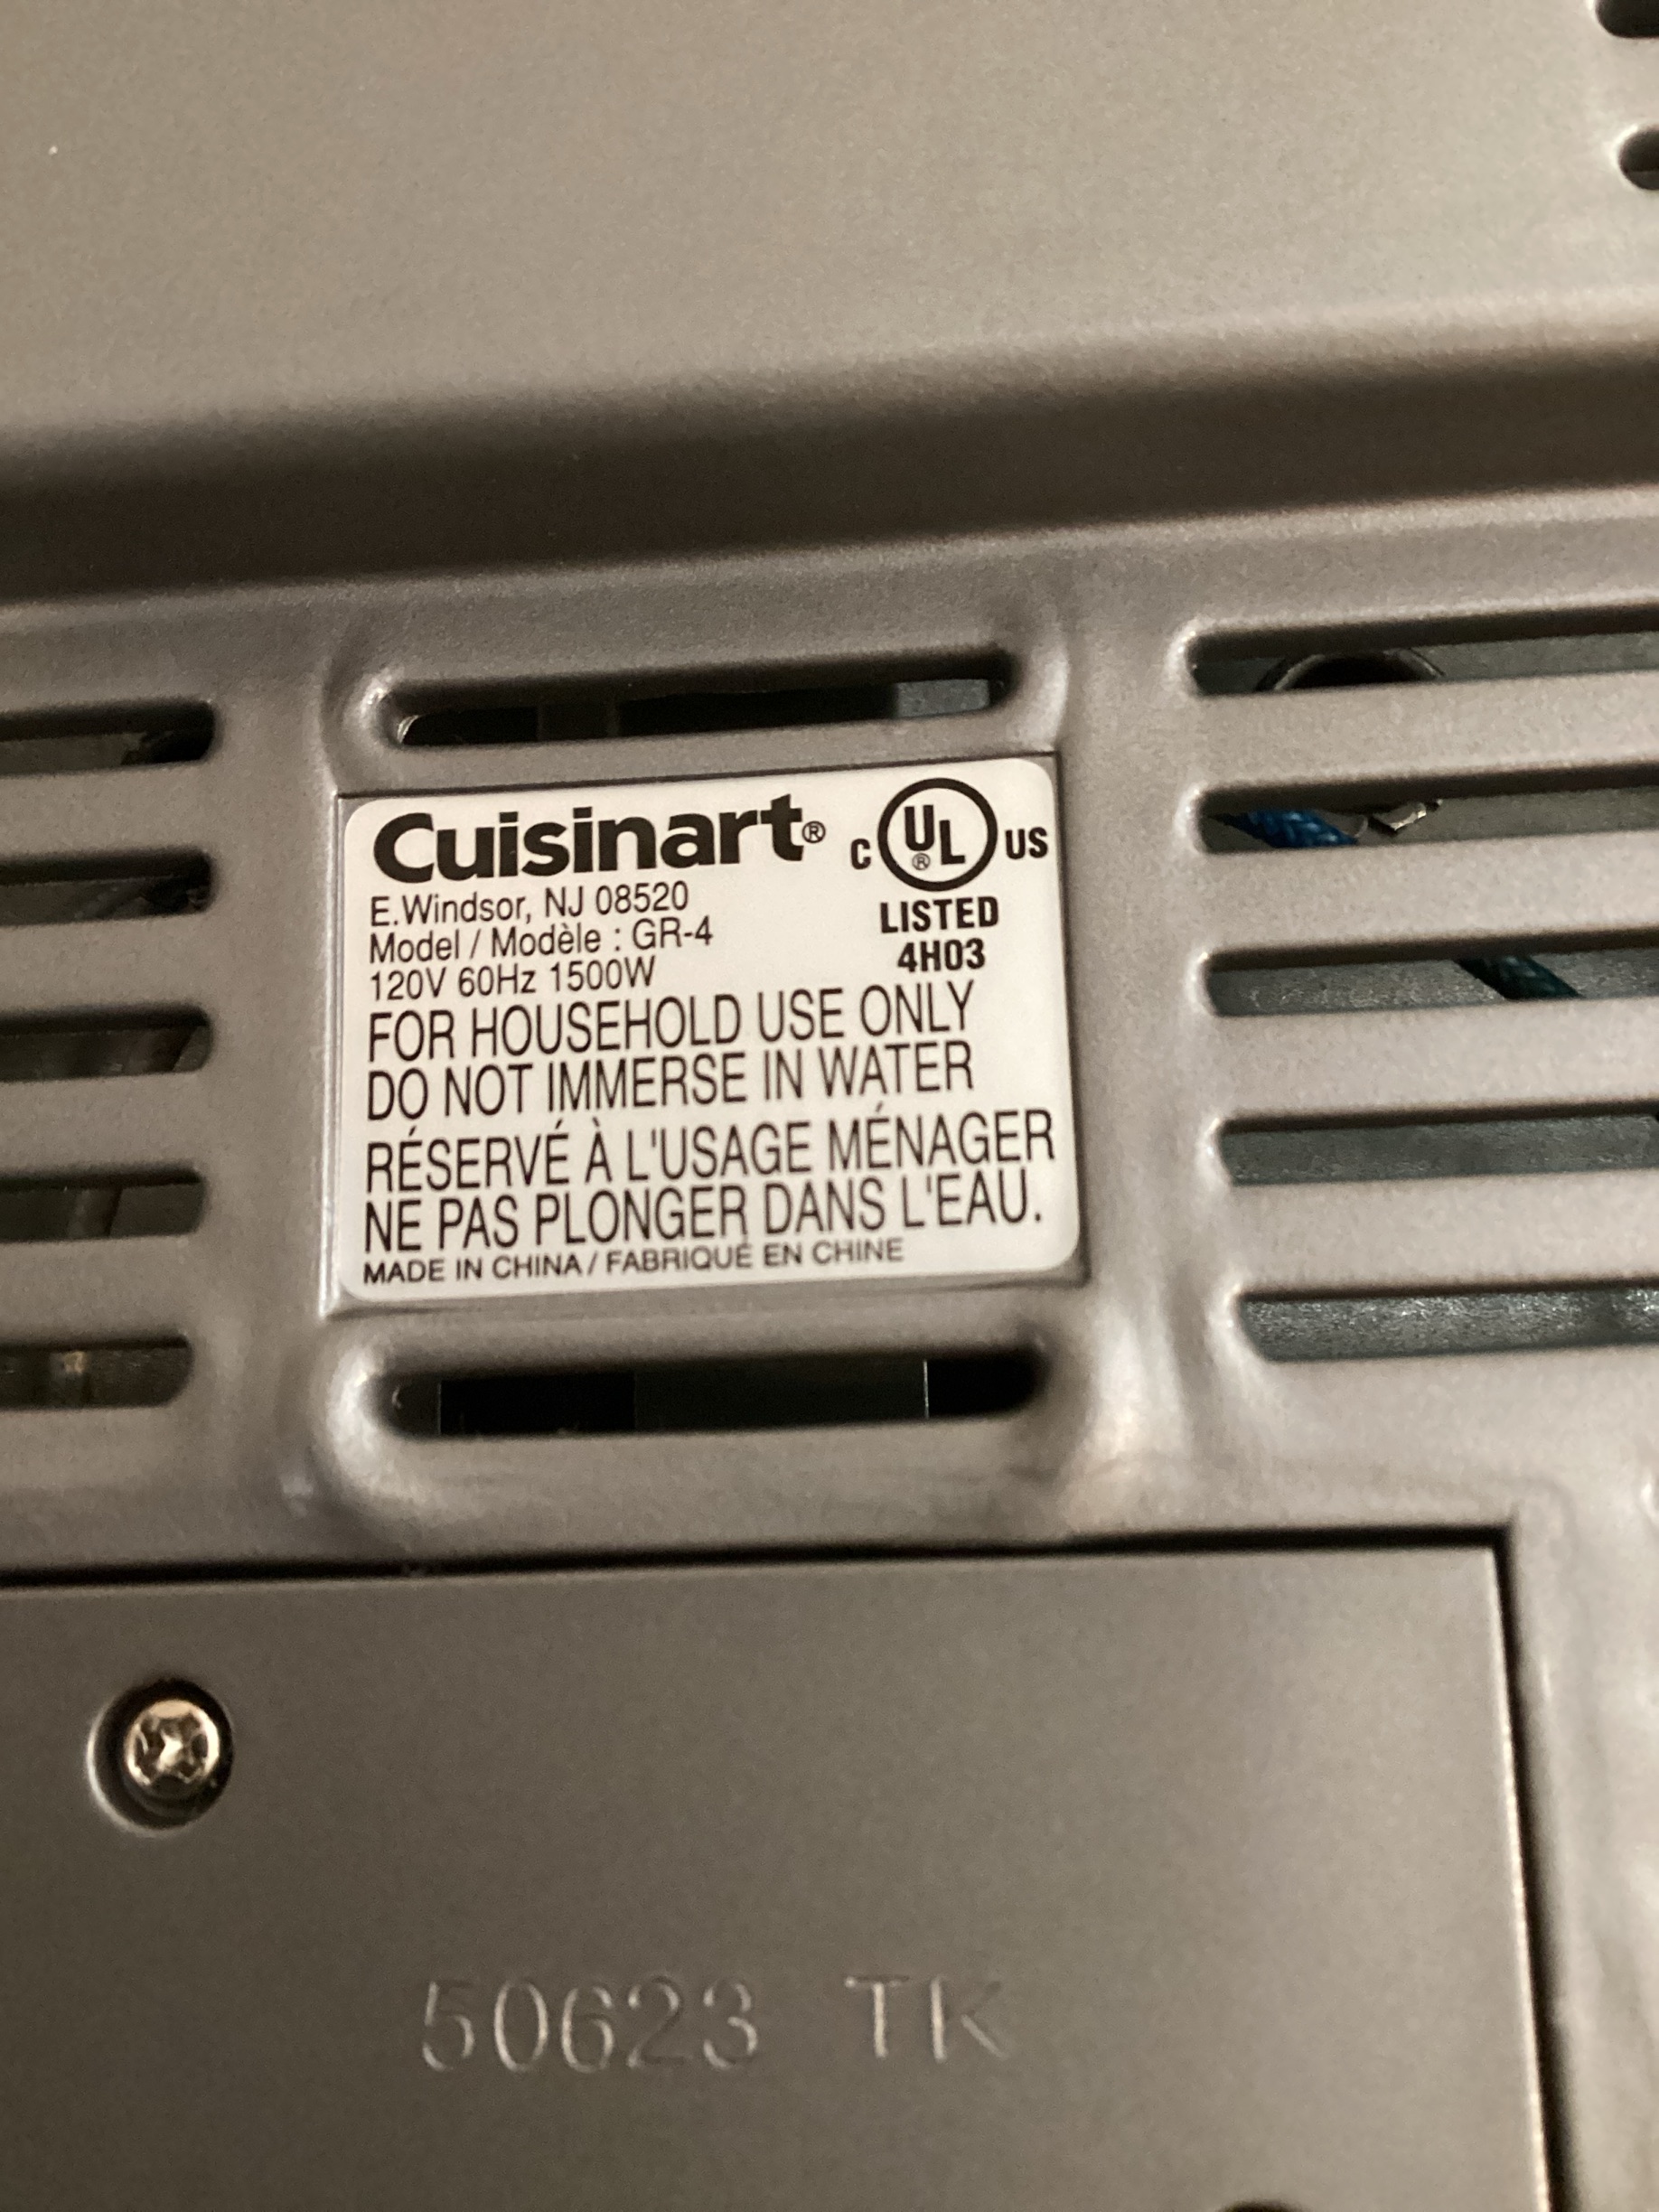 Cuisinart®
E.Windsor, NJ 08520
Model / Modèle : GR-4
120V 60Hz 1500W
C UL® US
LISTED
4H03
FOR HOUSEHOLD USE ONLY
DO NOT IMMERSE IN WATER
RÉSERVÉ À L'USAGE MÉNAGER
NE PAS PLONGER DANS L'EAU.
MADE IN CHINA / FABRIQUÉ EN CHINE
50623 TK